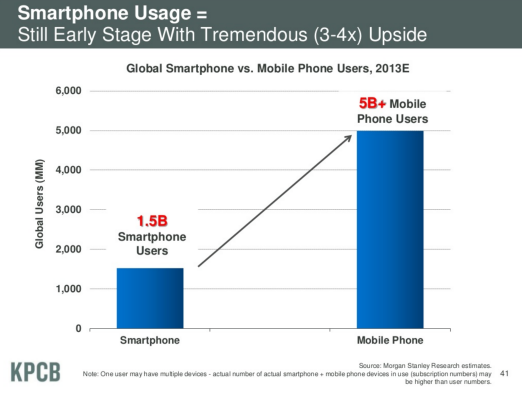 Smartphone Usage =
Still Early Stage With Tremendous (3-4x) Upside
Global Smartphone vs. Mobile Phone Users, 2013E
Global Users (MM)
6,000
5,000
4,000
3,000
2,000
1,000
0
1.5B
Smartphone
Users
5B+ Mobile
Phone Users
Smartphone
Mobile Phone
KPCB
Source: Morgan Stanley Research estimates.
Note: One user may have multiple devices - actual number of actual smartphone + mobile phone devices in use (subscription numbers) may
be higher than user numbers.
41